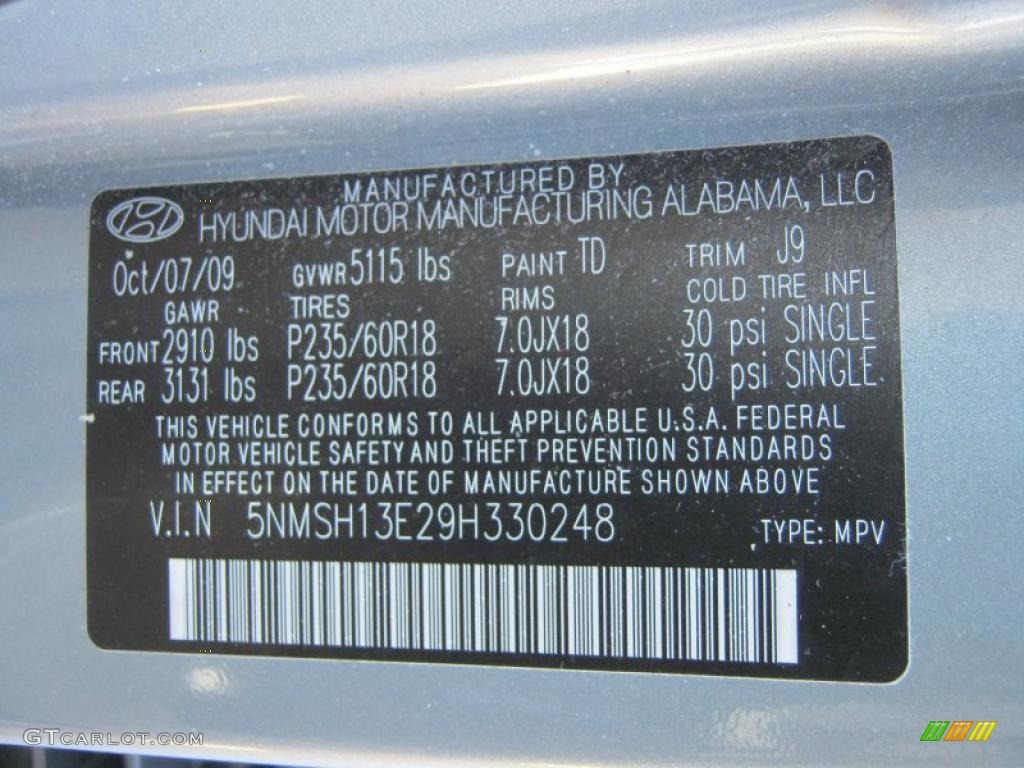 MANUFACTURED BY
HYUNDAI MOTOR MANUFACTURING ALABAMA, LLC
Oct/07/09 GVWR 5115 lbs PAINT TD TRIM J9
GAWR TIRES RIMS COLD TIRE INFL
FRONT 2910 lbs P235/60R18 7.0JX18 30 psi SINGLE
REAR 3131 lbs P235/60R18 7.0JX18 30 psi SINGLE
THIS VEHICLE CONFORMS TO ALL APPLICABLE U.S.A. FEDERAL
MOTOR VEHICLE SAFETY AND THEFT PREVENTION STANDARDS
IN EFFECT ON THE DATE OF MANUFACTURE SHOWN ABOVE
V.I.N 5NMSH13E29H330248 TYPE: MPV
GTCARLOT.COM